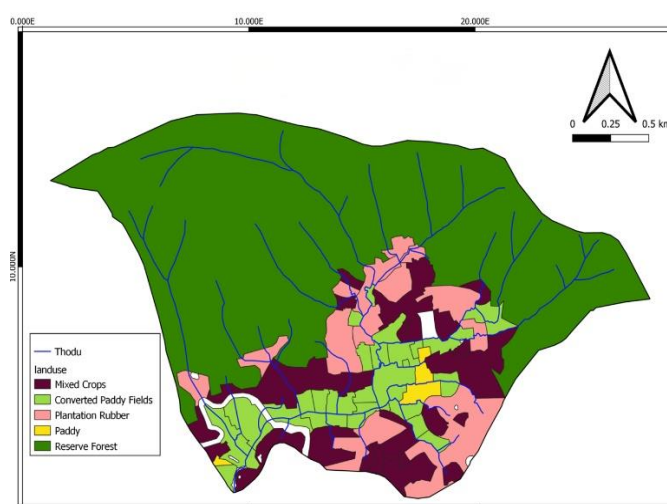 0.000E
10.000E
20.000E
0
0.25
0.5 km
10.000N
Thodu
landuse
Mixed Crops
Converted Paddy Fields
Plantation Rubber
Paddy
Reserve Forest